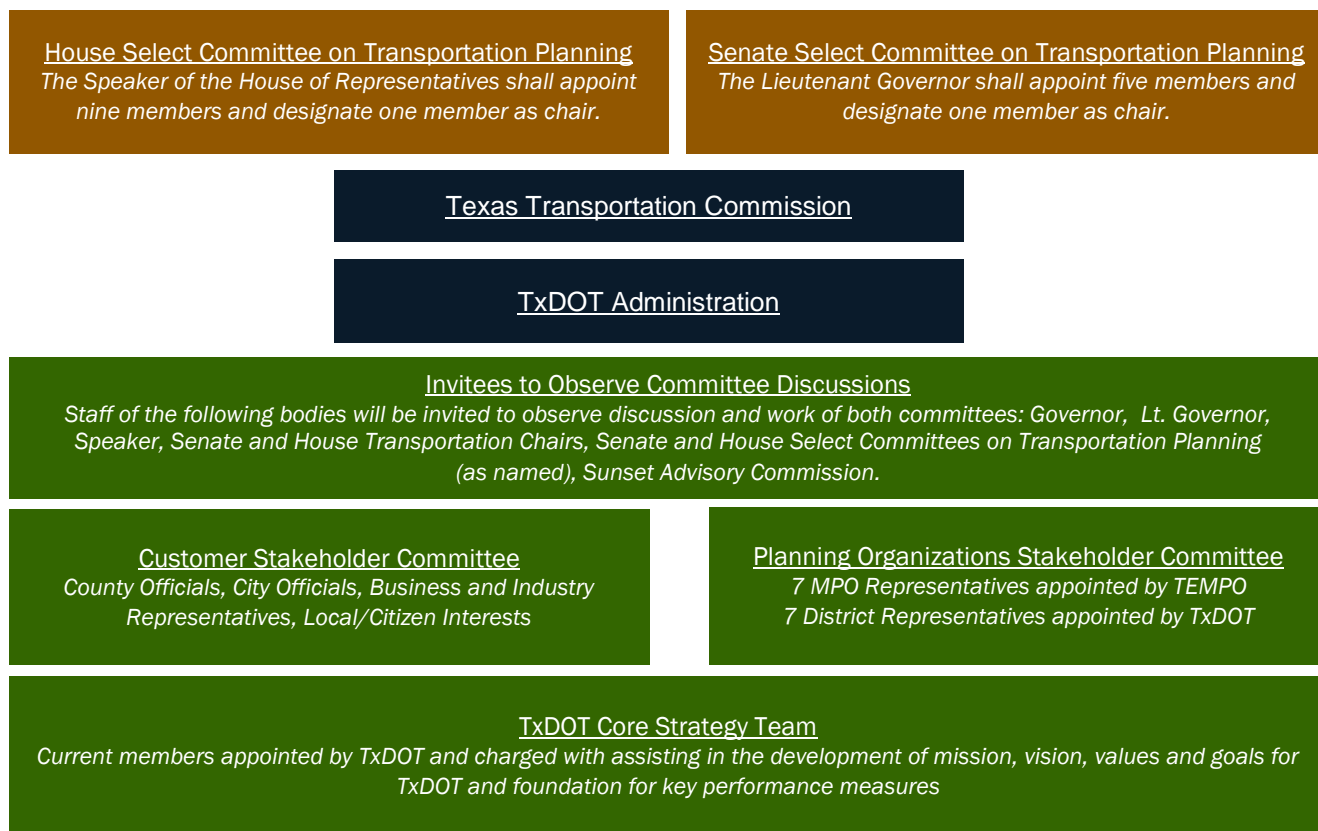 House Select Committee on Transportation Planning
The Speaker of the House of Representatives shall appoint
nine members and designate one member as chair.
Senate Select Committee on Transportation Planning
The Lieutenant Governor shall appoint five members and
designate one member as chair.
Texas Transportation Commission
TxDOT Administration
Invitees to Observe Committee Discussions
Staff of the following bodies will be invited to observe discussion and work of both committees: Governor, Lt. Governor,
Speaker, Senate and House Transportation Chairs, Senate and House Select Committees on Transportation Planning
(as named), Sunset Advisory Commission.
Customer Stakeholder Committee
County Officials, City Officials, Business and Industry
Representatives, Local/Citizen Interests
Planning Organizations Stakeholder Committee
7 MPO Representatives appointed by TEMPO
7 District Representatives appointed by TxDOT
TxDOT Core Strategy Team
Current members appointed by TxDOT and charged with assisting in the development of mission, vision, values and goals for
TxDOT and foundation for key performance measures